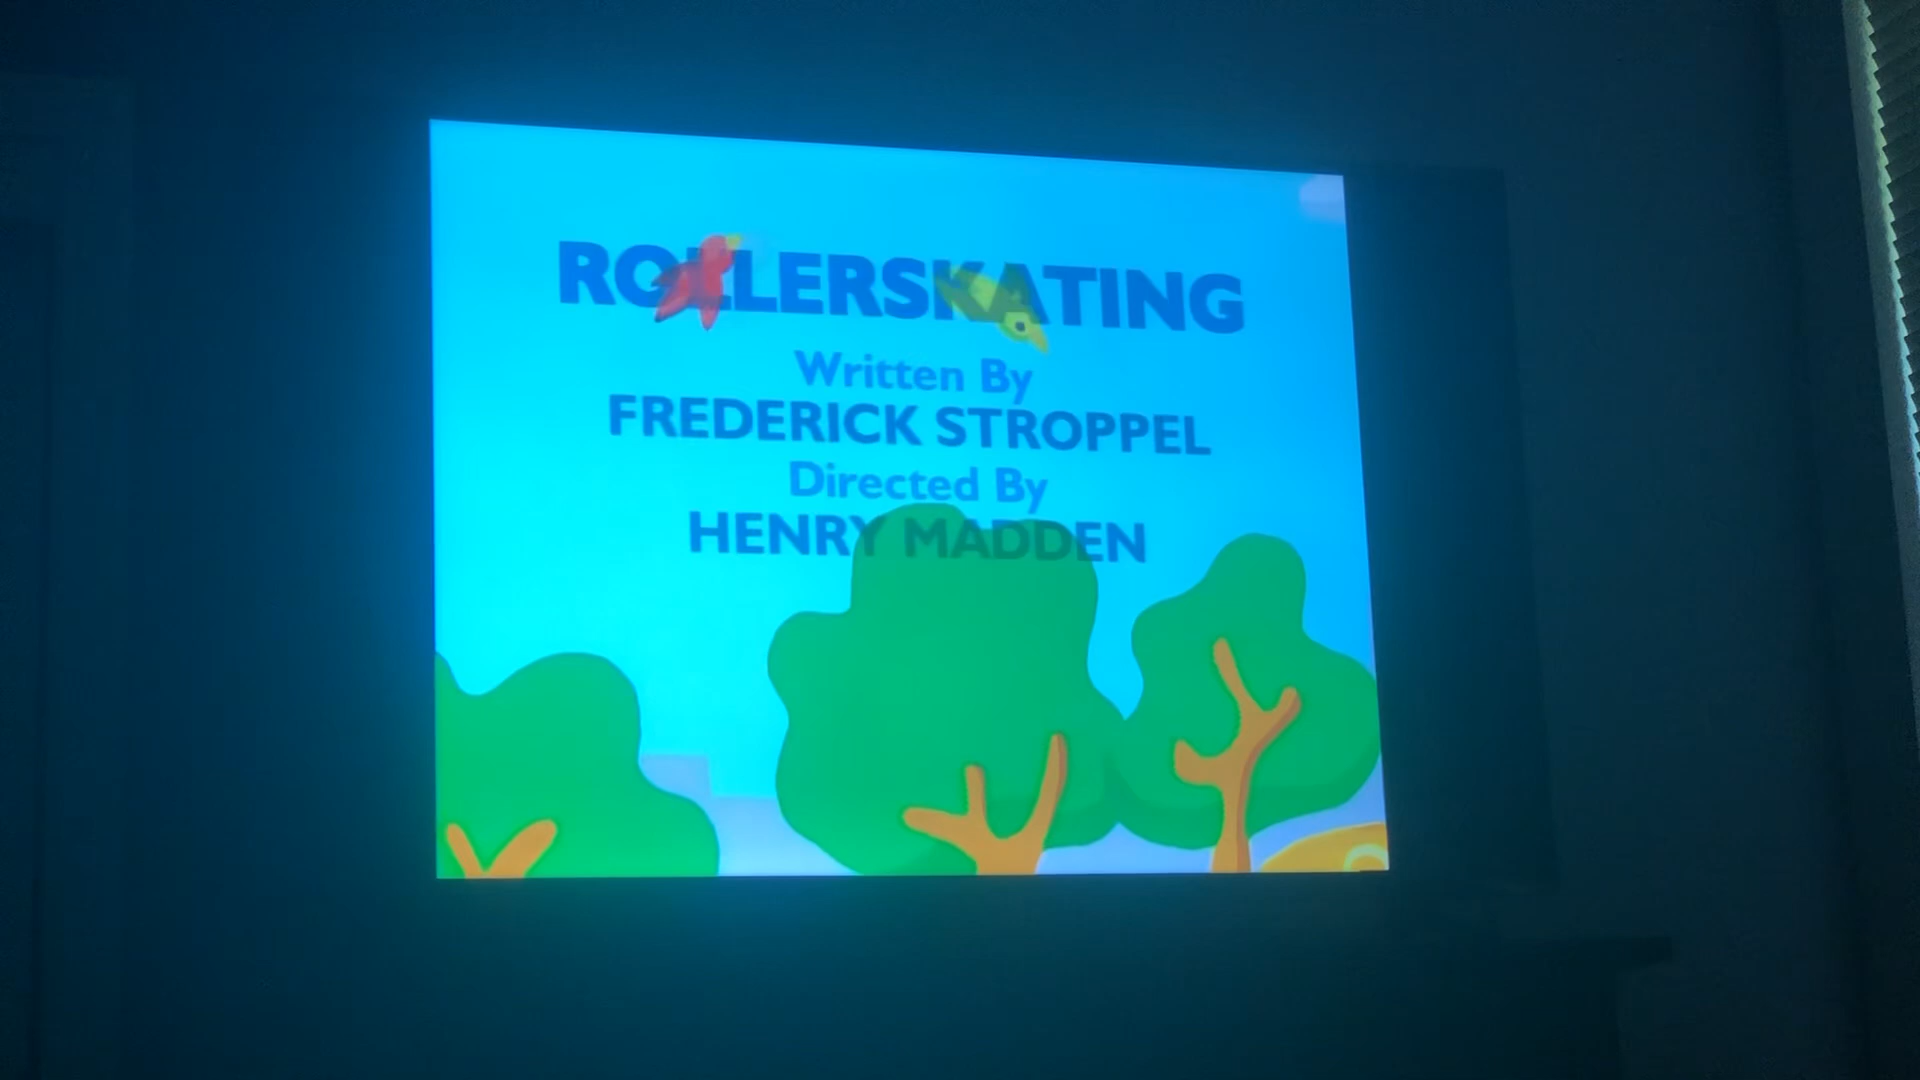 ROLLERSKATING
Written By
FREDERICK STROPPEL
Directed By
HENRY MADDEN